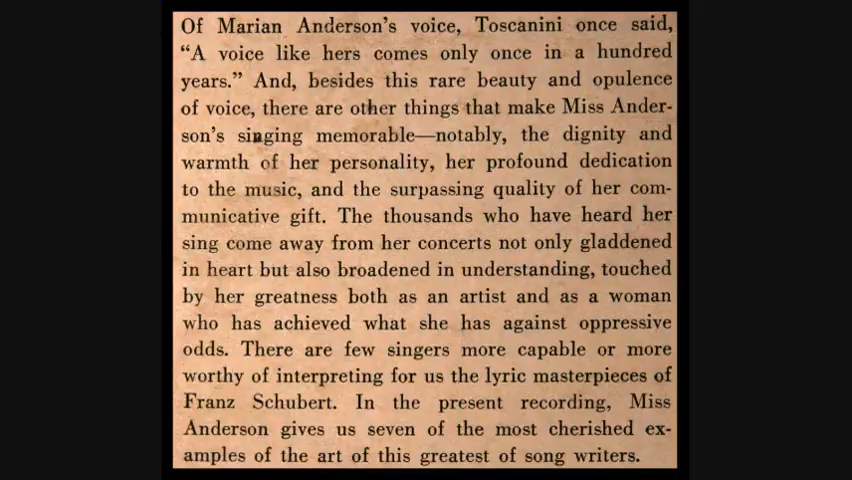 Of Marian Anderson's voice, Toscanini once said,
“A voice like hers comes only once in a hundred
years.” And, besides this rare beauty and opulence
of voice, there are other things that make Miss Ander-
son's singing memorable—notably, the dignity and
warmth of her personality, her profound dedication
to the music, and the surpassing quality of her com-
municative gift. The thousands who have heard her
sing come away from her concerts not only gladdened
in heart but also broadened in understanding, touched
by her greatness both as an artist and as a woman
who has achieved what she has against oppressive
odds. There are few singers more capable or more
worthy of interpreting for us the lyric masterpieces of
Franz Schubert. In the present recording, Miss
Anderson gives us seven of the most cherished ex-
amples of the art of this greatest of song writers.